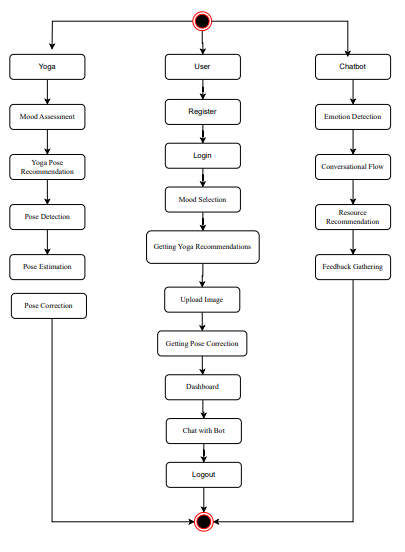 Yoga
User
Chatbot
Mood Assessment
Register
Emotion Detection
Yoga Pose
Recommendation
Login
Conversational Flow
Mood Selection
Pose Detection
Resource
Recommendation
Getting Yoga Recommendations
Pose Estimation
Feedback Gathering
Pose Correction
Upload Image
Getting Pose Correction
Dashboard
Chat with Bot
Logout